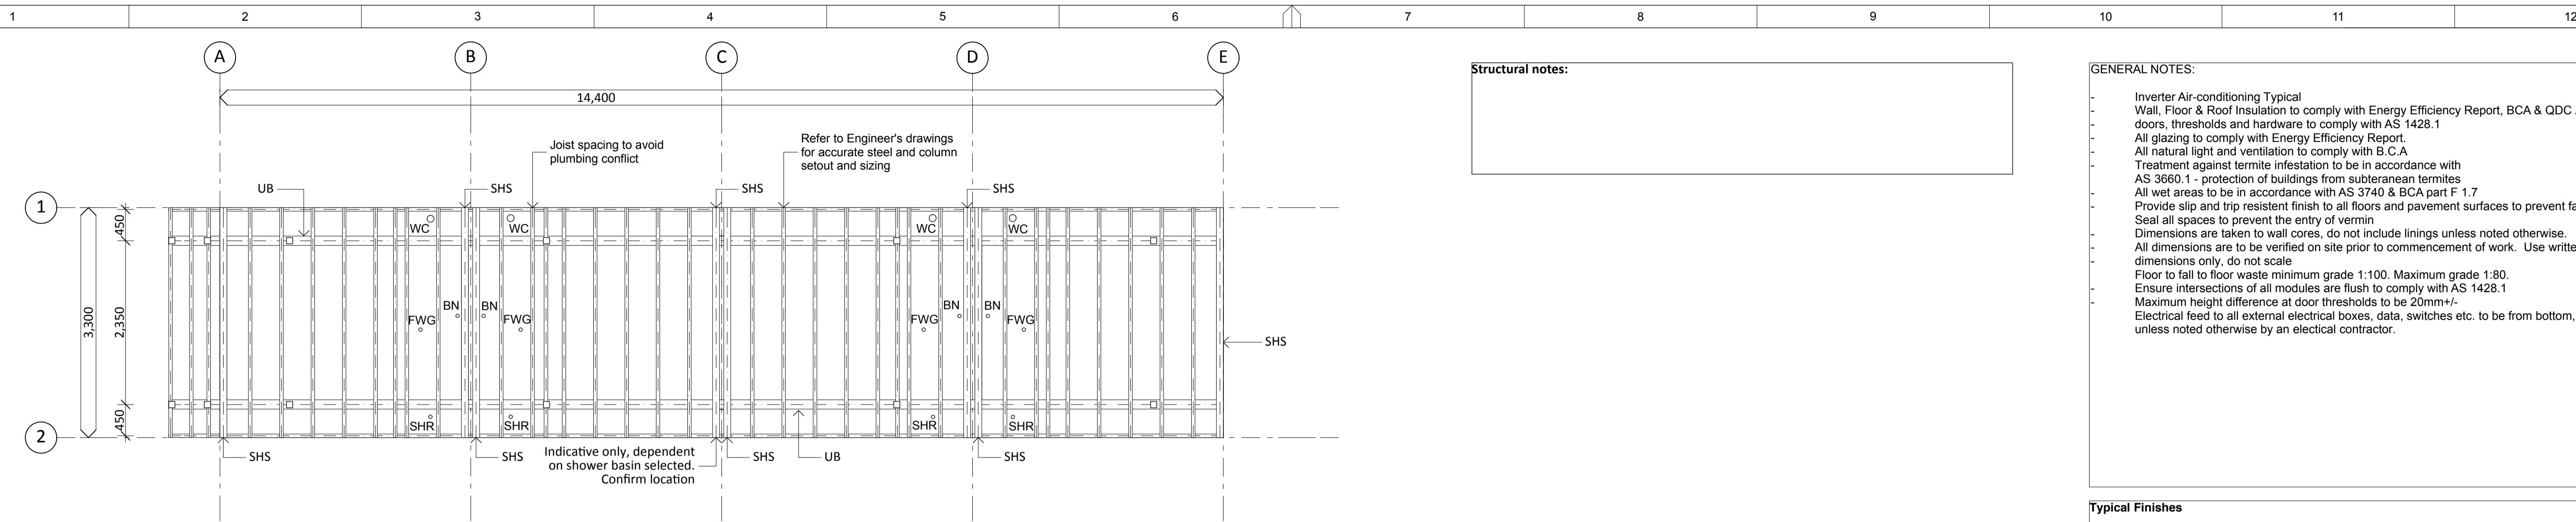 1 2 3 4 5 6 7 8 9 10 11 12
A B C D E
14,400
Structural notes:
GENERAL NOTES:
- Inverter Air-conditioning Typical
- Wall, Floor & Roof Insulation to comply with Energy Efficiency Report, BCA & QDC
- doors, thresholds and hardware to comply with AS 1428.1
- All glazing to comply with Energy Efficiency Report.
- All natural light and ventilation to comply with B.C.A
- Treatment against termite infestation to be in accordance with
AS 3660.1 - protection of buildings from subteranean termites
- All wet areas to be in accordance with AS 3740 & BCA part F 1.7
- Provide slip and trip resistent finish to all floors and pavement surfaces to prevent fa
Seal all spaces to prevent the entry of vermin
- Dimensions are taken to wall cores, do not include linings unless noted otherwise.
- All dimensions are to be verified on site prior to commencement of work. Use writte
- dimensions only, do not scale
Floor to fall to floor waste minimum grade 1:100. Maximum grade 1:80.
- Ensure intersections of all modules are flush to comply with AS 1428.1
- Maximum height difference at door thresholds to be 20mm+/-
Electrical feed to all external electrical boxes, data, switches etc. to be from bottom,
unless noted otherwise by an electical contractor.
Typical Finishes
Joist spacing to avoid
plumbing conflict
Refer to Engineer's drawings
for accurate steel and column
setout and sizing
UB SHS SHS SHS
1
450
WC WC WC WC
3,300
2,350
BN BN BN BN
FWG FWG FWG FWG
SHS
450
SHR SHR SHR SHR
2
SHS SHS SHS UB SHS
Indicative only, dependent
on shower basin selected.
Confirm location